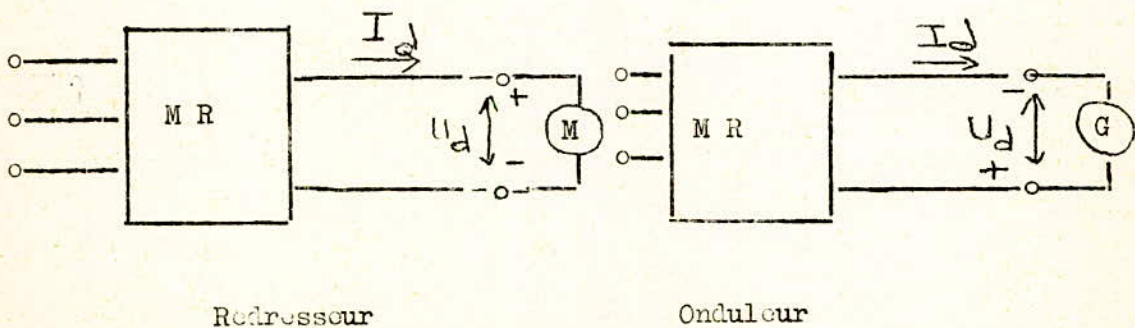 I_d I_d
+ -
M R U_d M M R U_d G
- +
Redresseur Onduleur